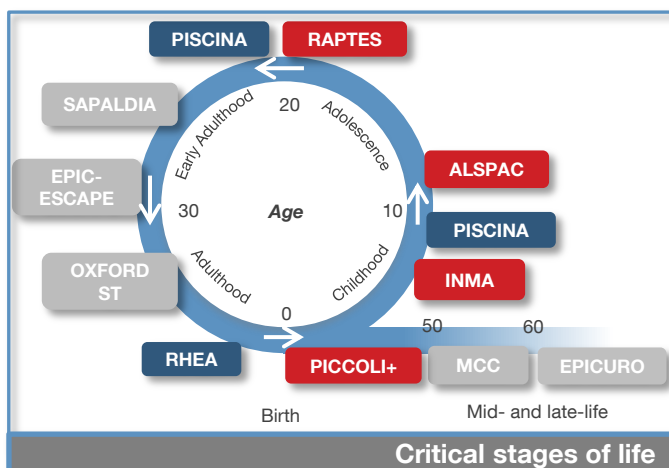 PISCINA
RAPTES
SAPALDIA
20
Early Adulthood
Adolescence
EPIC-
ESCAPE
ALSPAC
30
Age
10
PISCINA
OXFORD
ST
Adulthood
Childhood
INMA
0
50
60
RHEA
PICCOLI+
MCC
EPICURO
Birth
Mid- and late-life
Critical stages of life